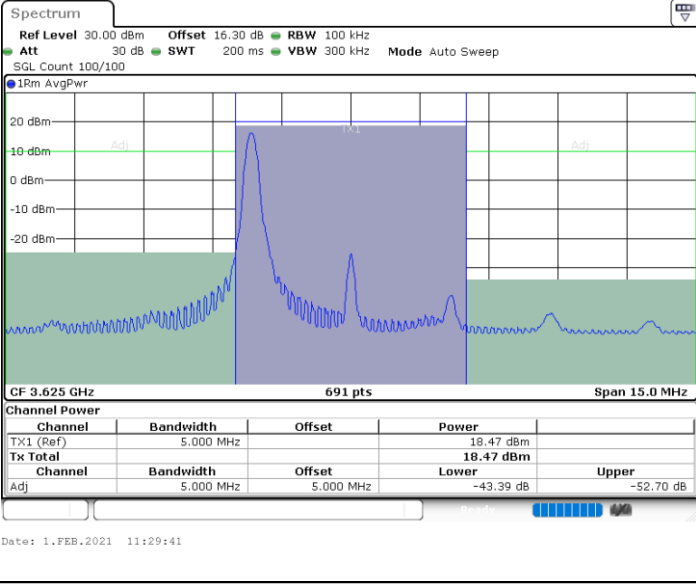 Spectrum
Ref Level 30.00 dBm Offset 16.30 dB RBW 100 kHz
Att 30 dB SWT 200 ms VBW 300 kHz Mode Auto Sweep
SGL Count 100/100
1Rm AvgPwr
20 dBm
TX1
Adj Adj
10 dBm
0 dBm
-10 dBm
-20 dBm
CF 3.625 GHz 691 pts Span 15.0 MHz
Channel Power
Channel Bandwidth Offset Power
TX1 (Ref) 5.000 MHz 18.47 dBm
Tx Total 18.47 dBm
Channel Bandwidth Offset Lower Upper
Adj 5.000 MHz 5.000 MHz -43.39 dB -52.70 dB
Ready
Date: 1.FEB.2021 11:29:41